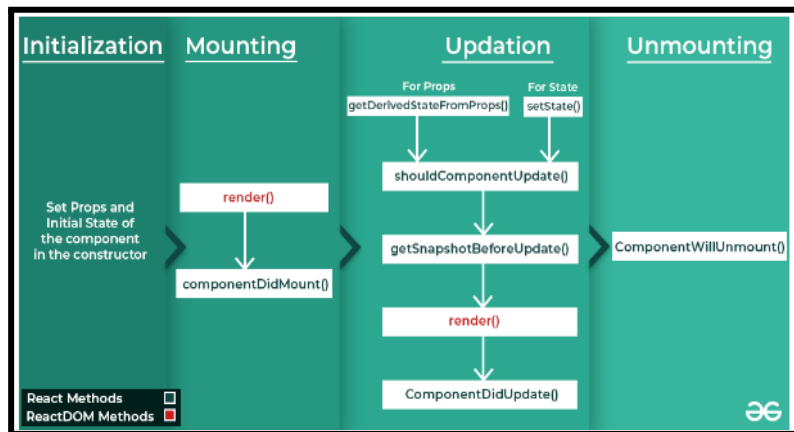 Initialization
Mounting
Updation
Unmounting
For Props
For State
getDerivedStateFromProps()
setState()
shouldComponentUpdate()
Set Props and
Initial State of
the component
in the constructor
render()
componentDidMount()
getSnapshotBeforeUpdate()
render()
ComponentDidUpdate()
ComponentWillUnmount()
React Methods
ReactDOM Methods